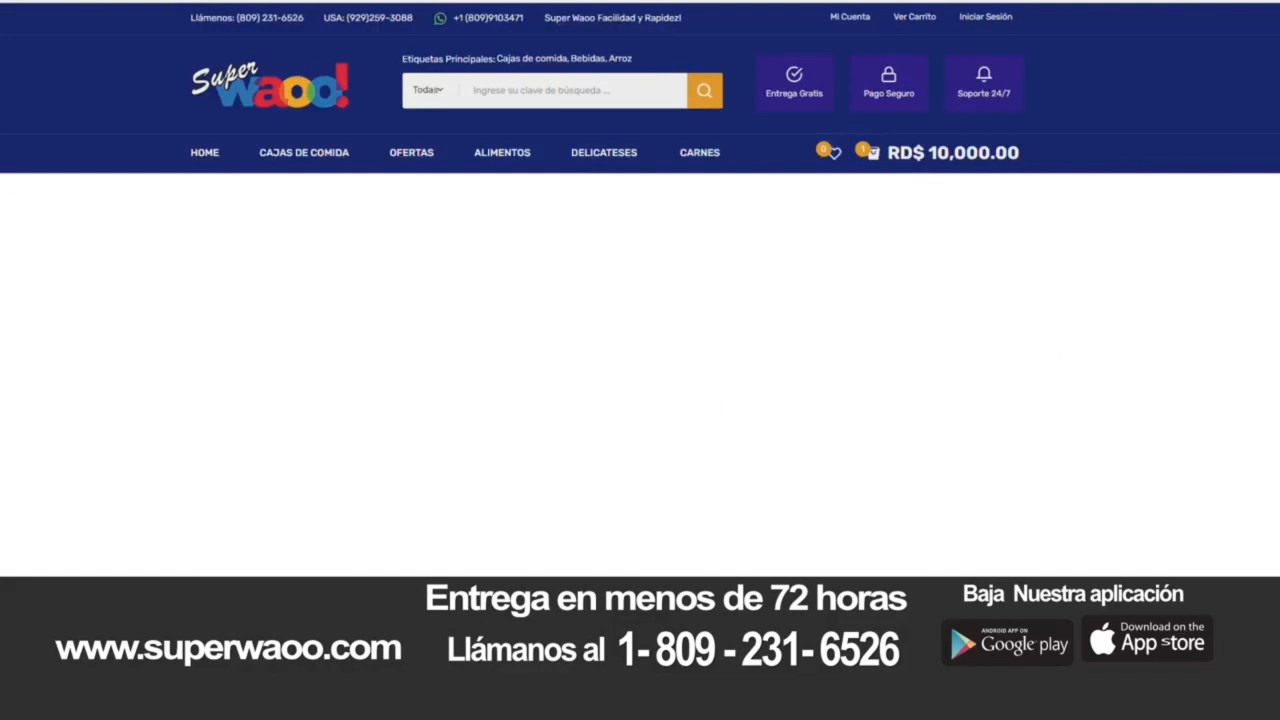 Llámenos: (809) 231-6526 USA: (929)259-3088 +1 (809)9103471 Super Waoo Facilidad y Rapidez! Mi Cuenta Ver Carrito Iniciar Sesión
Super
waoo!
Etiquetas Principales: Cajas de comida, Bebidas, Arroz
Todas Ingrese su clave de búsqueda ...
Entrega Gratis Pago Seguro Soporte 24/7
HOME CAJAS DE COMIDA OFERTAS ALIMENTOS DELICATESES CARNES 0 1 RD$ 10,000.00
Entrega en menos de 72 horas
www.superwaoo.com
Llámanos al 1-809-231-6526
Baja Nuestra aplicación
ANDROID APP ON
Google play
Download on the
App store